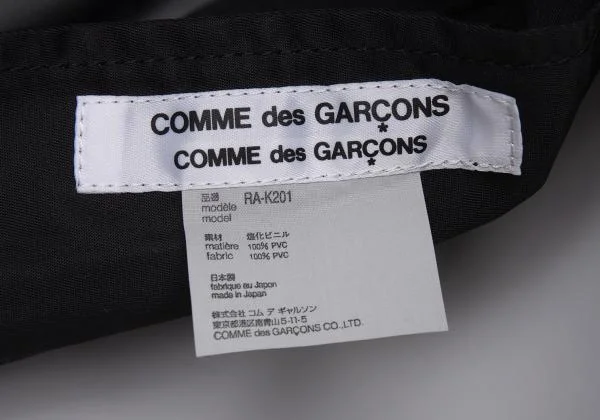 COMME des GARÇONS
COMME des GARÇONS
品番
modèle RA-K201
model
素材 塩化ビニル
matière 100% PVC
fabric 100% PVC
日本製
fabrique au Japon
made in Japan
株式会社 コム デ ギャルソン
東京都港区南青山5-11-5
COMME des GARÇONS CO.,LTD.